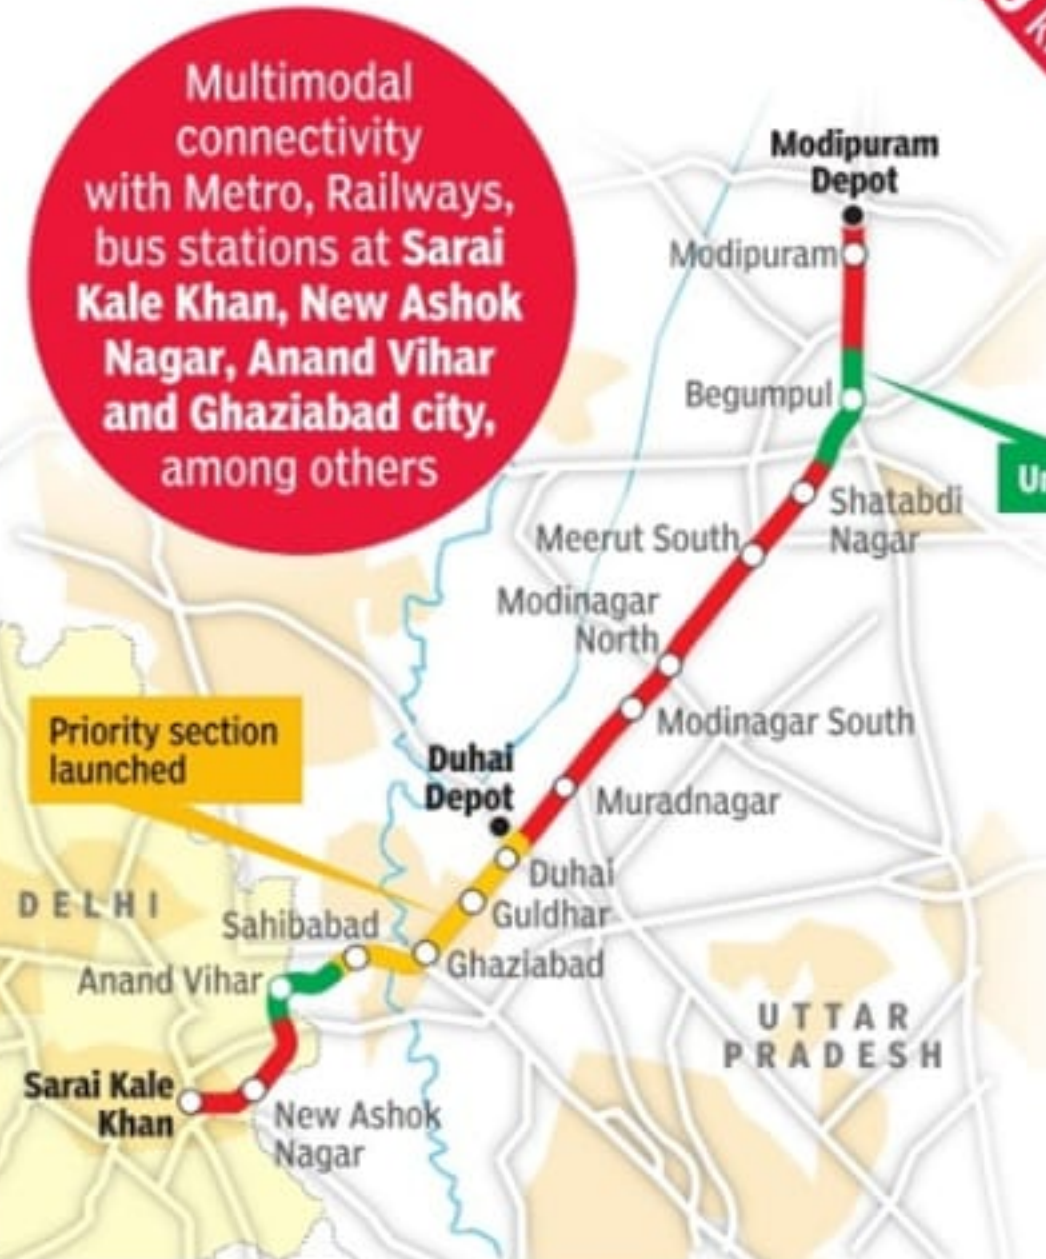 Multimodal
connectivity
with Metro, Railways,
bus stations at Sarai
Kale Khan, New Ashok
Nagar, Anand Vihar
and Ghaziabad city,
among others
Modipuram
Depot
Modipuram
Begumpul
Shatabdi
Nagar
Meerut South
Modinagar
North
Modinagar South
Priority section
launched
Duhai
Depot
Muradnagar
Duhai
Guldhar
DELHI
Sahibabad
Ghaziabad
Anand Vihar
UTTAR
PRADESH
Sarai Kale
Khan
New Ashok
Nagar